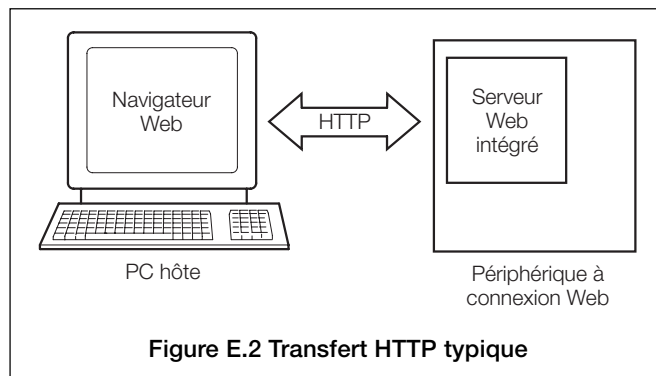 Navigateur
Web
HTTP
Serveur
Web
intégré
PC hôte
Périphérique à
connexion Web
Figure E.2 Transfert HTTP typique